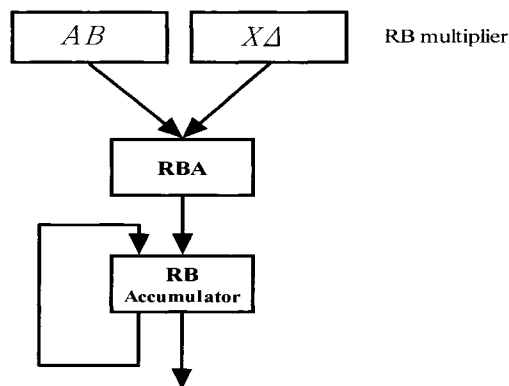 AB XΔ RB multiplier
RBA
RB
Accumulator